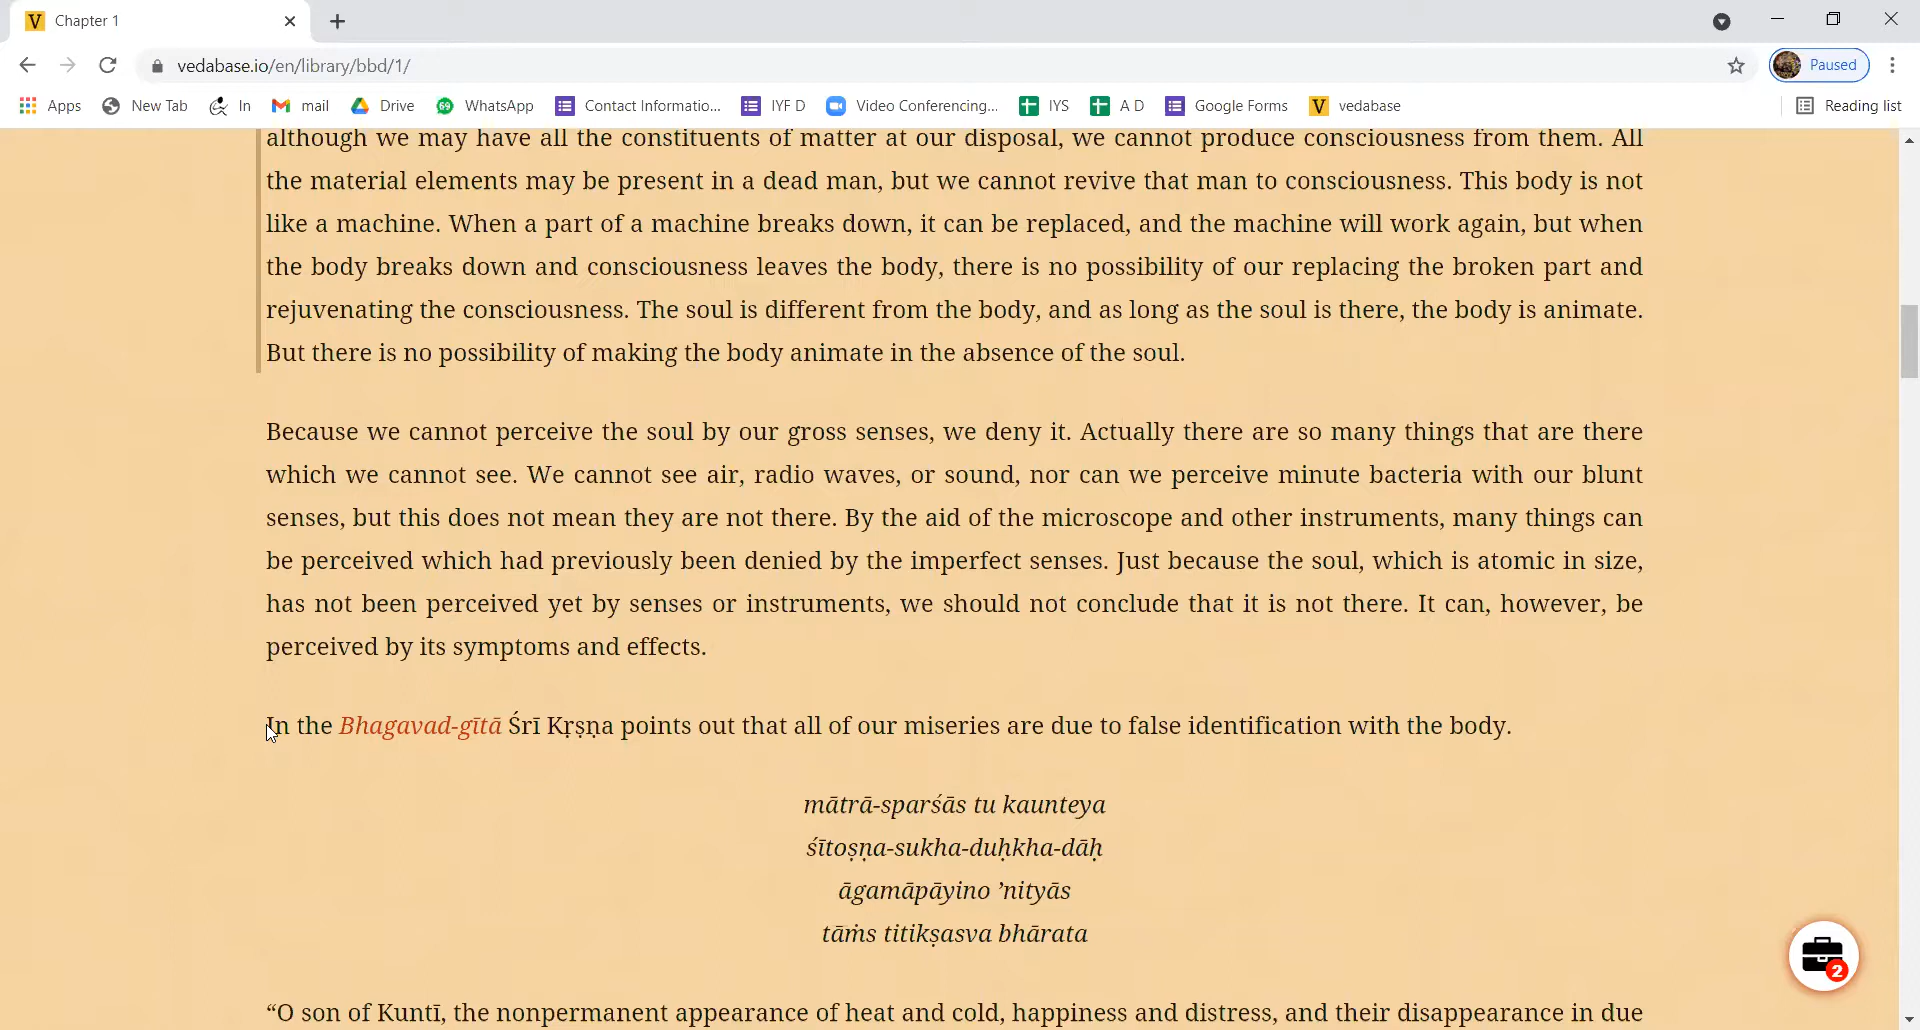 Chapter 1
Paused
vedabase.io/en/library/bbd/1/
Apps New Tab In mail Drive WhatsApp Contact Informatio... IYF D Video Conferencing... IYS A D Google Forms vedabase Reading list
although we may have all the constituents of matter at our disposal, we cannot produce consciousness from them. All
the material elements may be present in a dead man, but we cannot revive that man to consciousness. This body is not
like a machine. When a part of a machine breaks down, it can be replaced, and the machine will work again, but when
the body breaks down and consciousness leaves the body, there is no possibility of our replacing the broken part and
rejuvenating the consciousness. The soul is different from the body, and as long as the soul is there, the body is animate.
But there is no possibility of making the body animate in the absence of the soul.
Because we cannot perceive the soul by our gross senses, we deny it. Actually there are so many things that are there
which we cannot see. We cannot see air, radio waves, or sound, nor can we perceive minute bacteria with our blunt
senses, but this does not mean they are not there. By the aid of the microscope and other instruments, many things can
be perceived which had previously been denied by the imperfect senses. Just because the soul, which is atomic in size,
has not been perceived yet by senses or instruments, we should not conclude that it is not there. It can, however, be
perceived by its symptoms and effects.
In the Bhagavad-gītā Śrī Kṛṣṇa points out that all of our miseries are due to false identification with the body.
mātrā-sparśās tu kaunteya
śītoṣṇa-sukha-duḥkha-dāḥ
āgamāpāyino ’nityās
tāṁs titikṣasva bhārata
2
“O son of Kuntī, the nonpermanent appearance of heat and cold, happiness and distress, and their disappearance in due